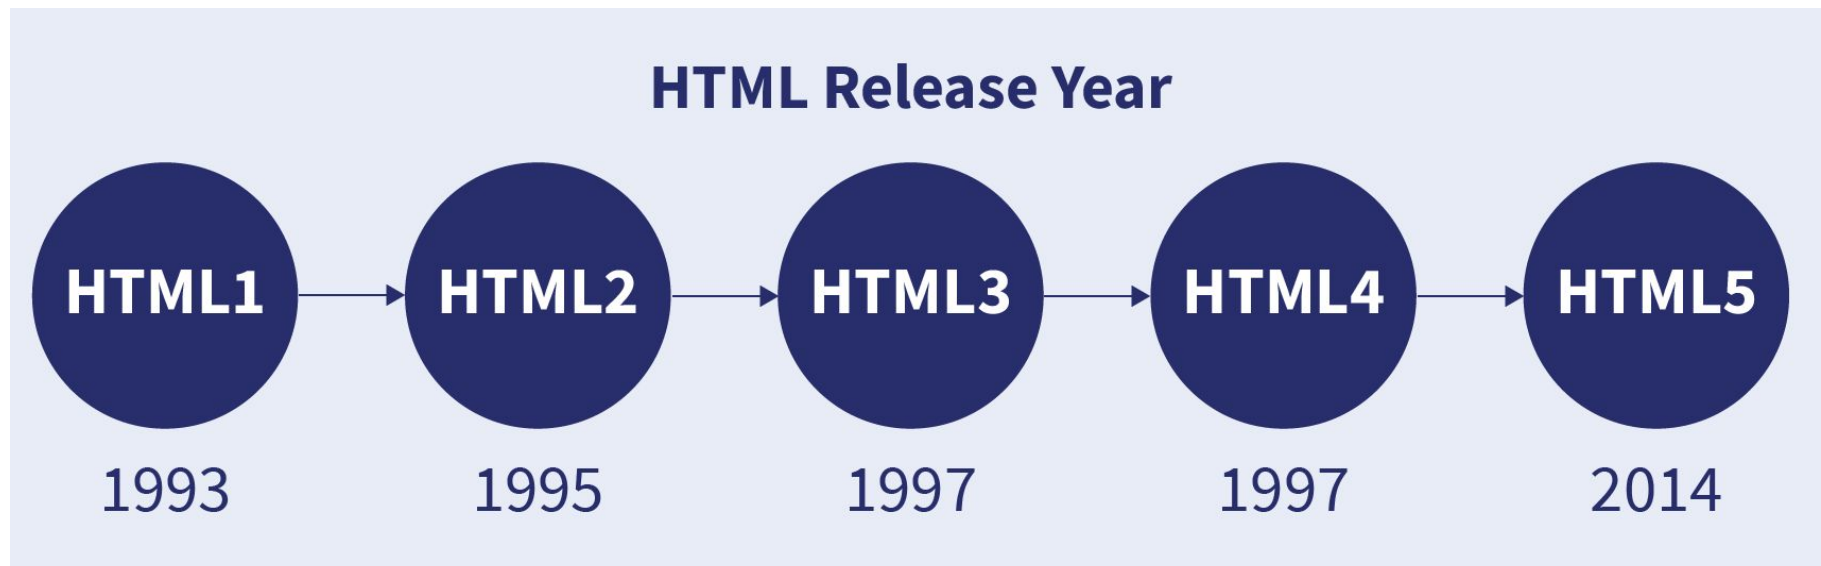 HTML Release Year
HTML1
HTML2
HTML3
HTML4
HTML5
1993
1995
1997
1997
2014